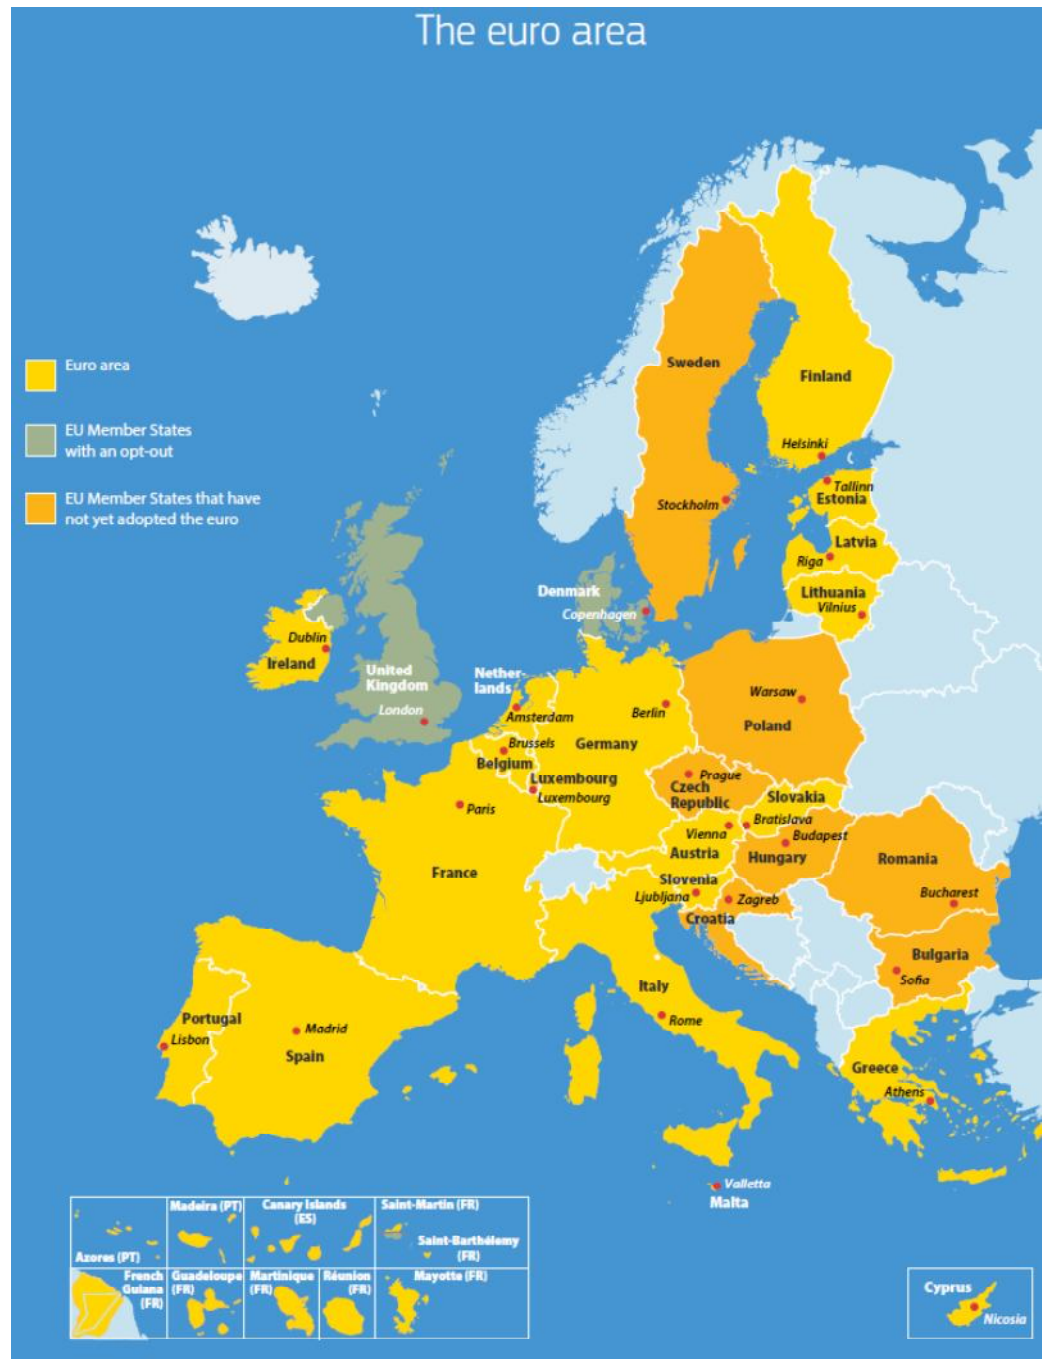 The euro area
Euro area
EU Member States
with an opt-out
EU Member States that have
not yet adopted the euro
Sweden
Finland
Helsinki
Stockholm
Tallinn
Estonia
Latvia
Riga
Lithuania
Vilnius
Denmark
Copenhagen
Dublin
Ireland
United
Kingdom
London
Nether-
lands
Amsterdam
Berlin
Germany
Warsaw
Poland
Brussels
Belgium
Luxembourg
Luxembourg
Prague
Czech
Republic
Slovakia
Bratislava
Paris
Vienna
Austria
Budapest
Hungary
Romania
Bucharest
France
Slovenia
Ljubljana
Zagreb
Croatia
Bulgaria
Sofia
Italy
Rome
Portugal
Lisbon
Madrid
Spain
Greece
Athens
Valletta
Malta
Azores (PT)
Madeira (PT)
Canary Islands
(ES)
Saint-Martin (FR)
Saint-Barthélemy
(FR)
French
Guiana
(FR)
Guadeloupe
(FR)
Martinique
(FR)
Réunion
(FR)
Mayotte (FR)
Cyprus
Nicosia